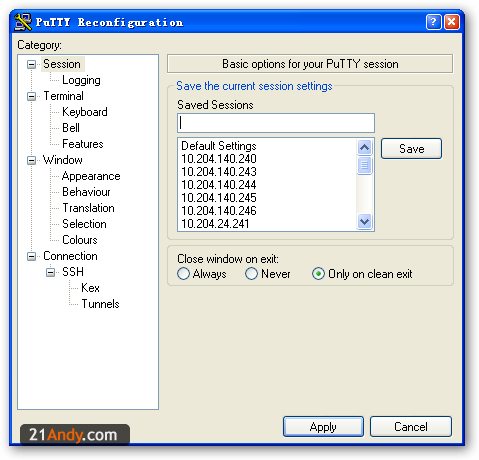 PuTTY Reconfiguration
Category:
Session
Logging
Terminal
Keyboard
Bell
Features
Window
Appearance
Behaviour
Translation
Selection
Colours
Connection
SSH
Kex
Tunnels
Basic options for your PuTTY session
Save the current session settings
Saved Sessions
Default Settings
10.204.140.240
10.204.140.243
10.204.140.244
10.204.140.245
10.204.140.246
10.204.24.241
Save
Close window on exit:
Always Never Only on clean exit
21Andy.com
Apply Cancel